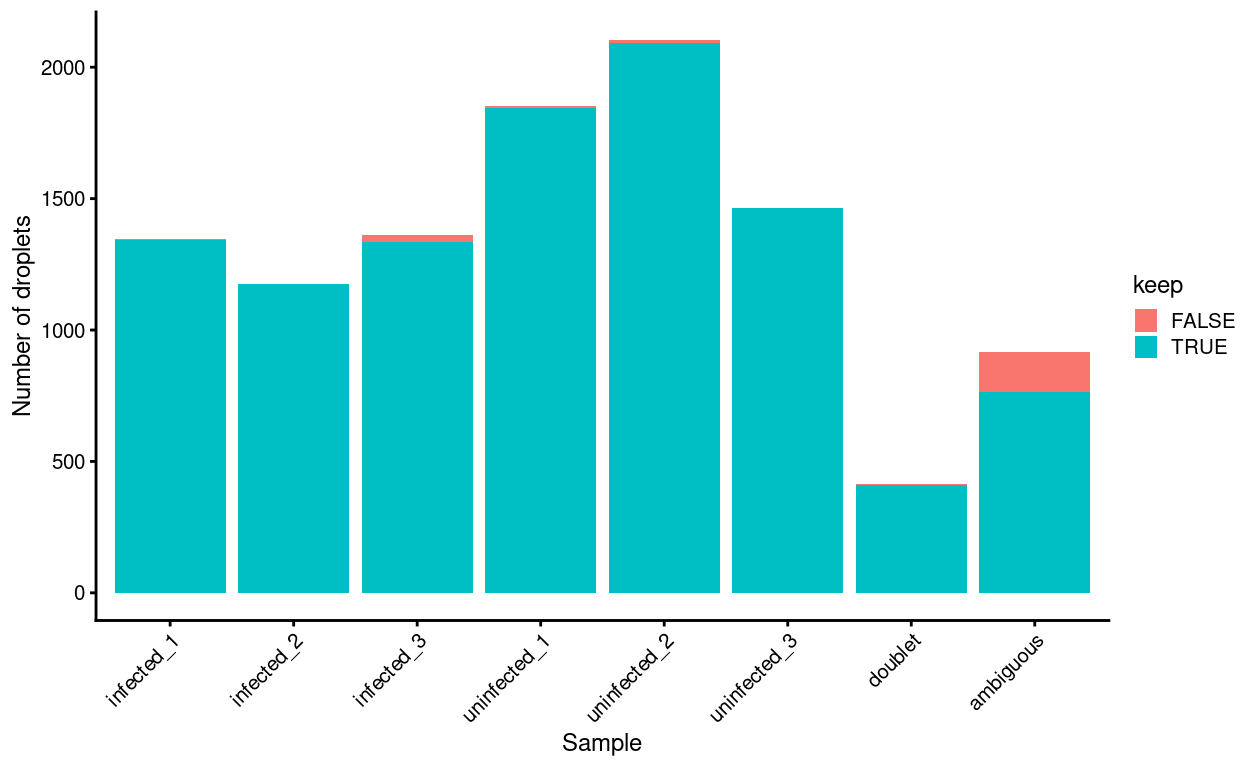 Number of droplets
2000
1500
1000
500
0
infected_1
infected_2
infected_3
uninfected_1
uninfected_2
uninfected_3
doublet
ambiguous
Sample
keep
FALSE
TRUE